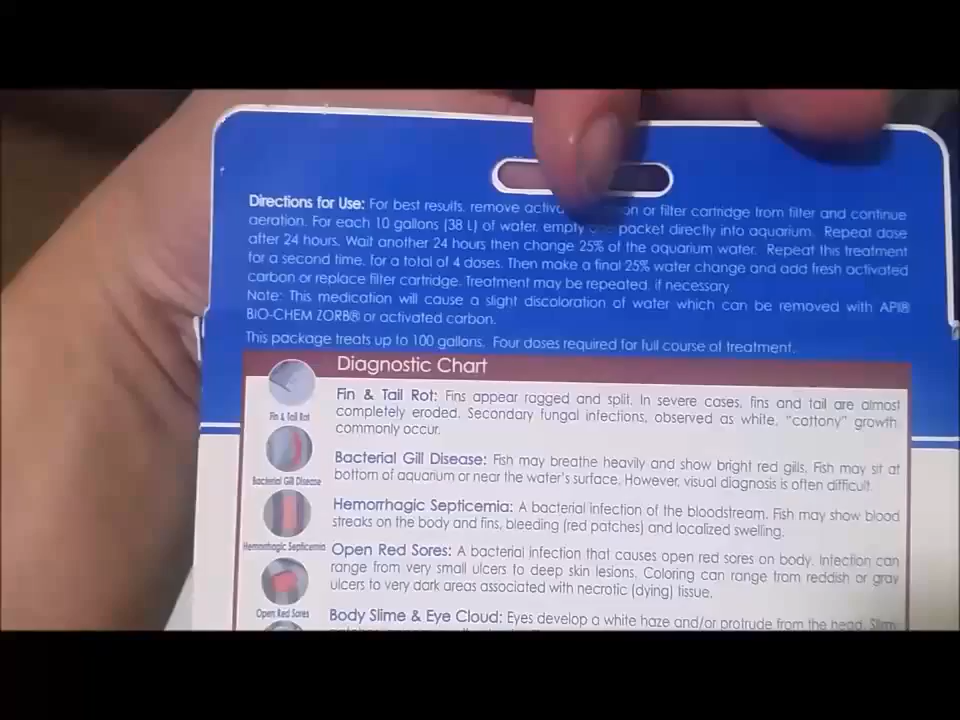 Directions for Use: For best results, remove activa on or filter cartridge from filter and continue
aeration. For each 10 gallons (38 L) of water, empty one packet directly into aquarium. Repeat dose
after 24 hours. Wait another 24 hours then change 25% of the aquarium water. Repeat this treatment
for a second time, for a total of 4 doses. Then make a final 25% water change and add fresh activated
carbon or replace filter cartridge. Treatment may be repeated, if necessary
Note: This medication will cause a slight discoloration of water which can be removed with API®
BIO-CHEM ZORB® or activated carbon.
This package treats up to 100 gallons. Four doses required for full course of treatment.
Diagnostic Chart
Fin & Tail Rot
Fin & Tail Rot: Fins appear ragged and split. In severe cases, fins and tail are almost
completely eroded. Secondary fungal infections, observed as white, "cottony" growth
commonly occur.
Bacterial Gill Disease
Bacterial Gill Disease: Fish may breathe heavily and show bright red gills. Fish may sit at
bottom of aquarium or near the water's surface. However, visual diagnosis is often difficult.
Hemorrhagic Septicemia
Hemorrhagic Septicemia: A bacterial infection of the bloodstream. Fish may show blood
streaks on the body and fins, bleeding (red patches) and localized swelling.
Open Red Sores
Open Red Sores: A bacterial infection that causes open red sores on body. Infection can
range from very small ulcers to deep skin lesions. Coloring can range from reddish or gray
ulcers to very dark areas associated with necrotic (dying) tissue.
Body Slime & Eye Cloud: Eyes develop a white haze and/or protrude from the head. Slimy